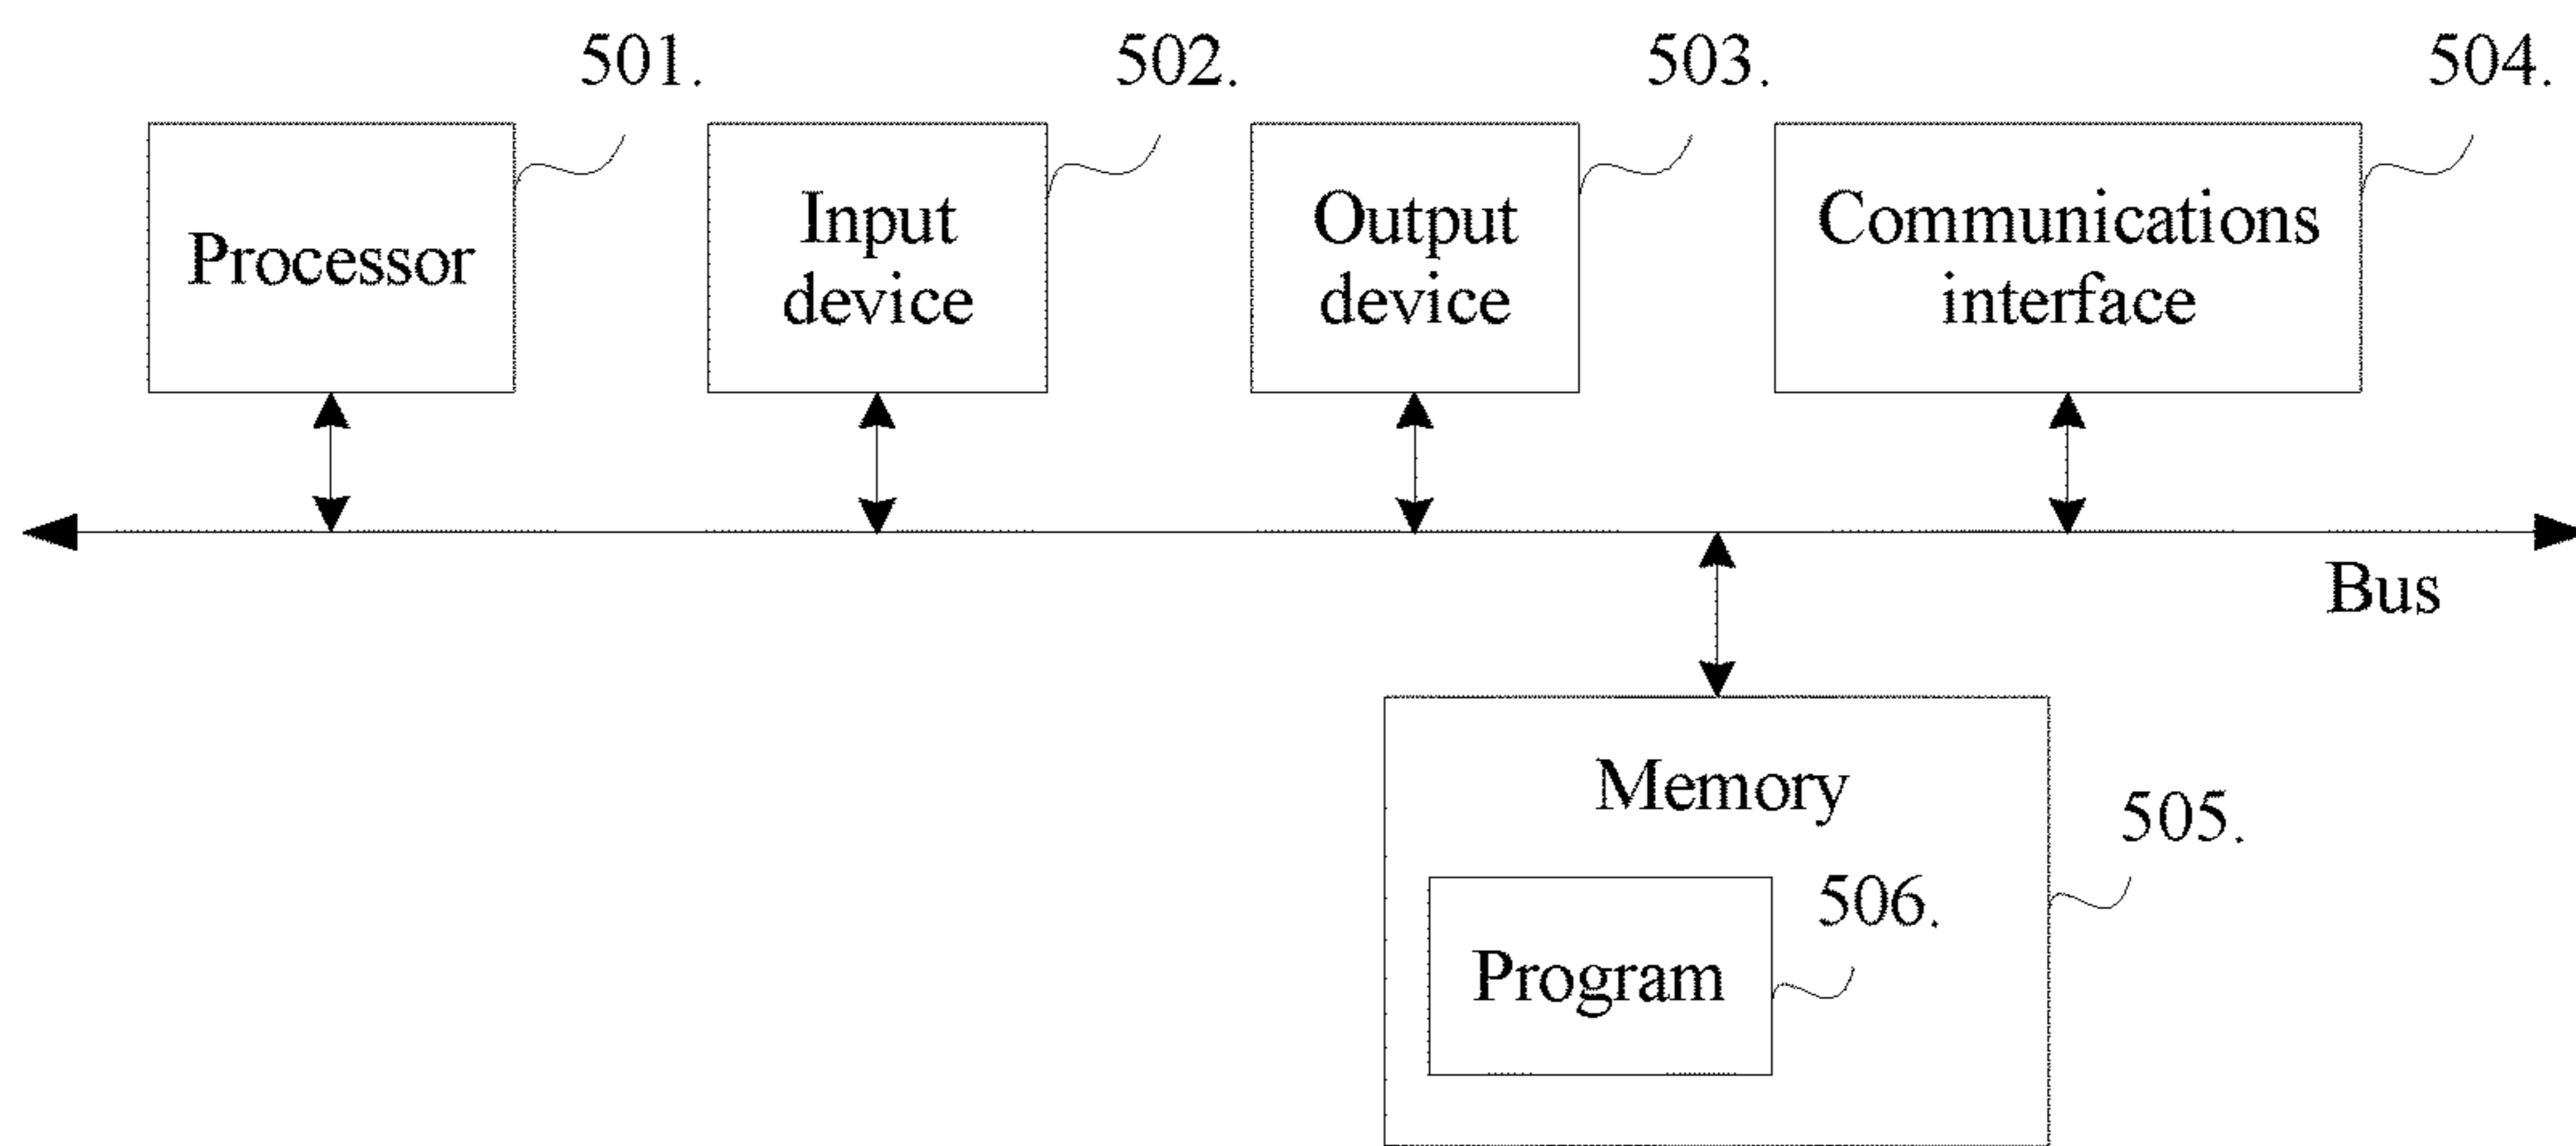 501.
502.
503.
504.
Processor
Input
device
Output
device
Communications
interface
Bus
Memory
505.
506.
Program